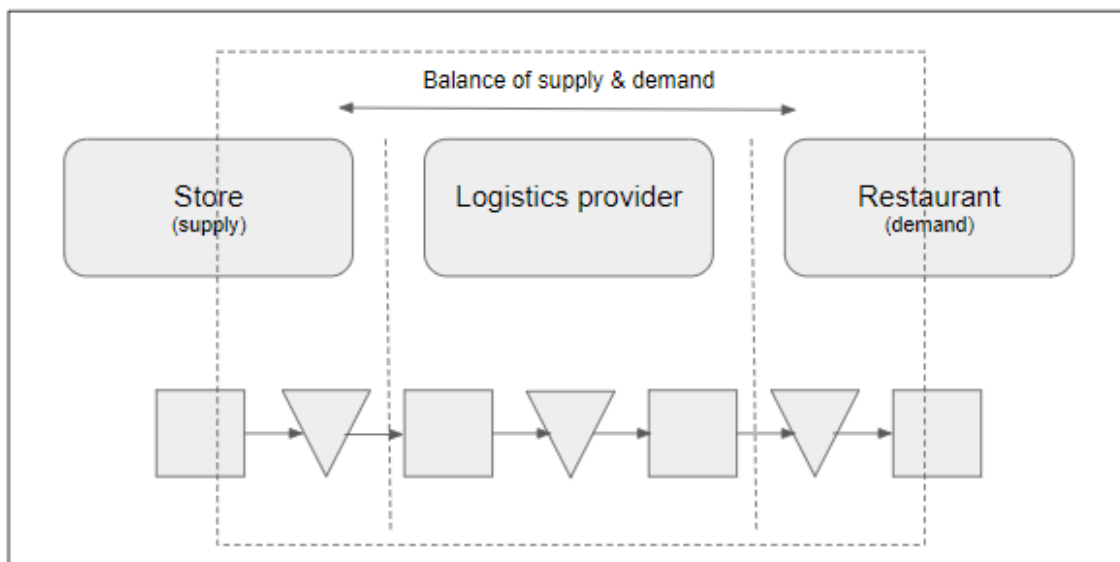 Balance of supply & demand
Store
(supply)
Logistics provider
Restaurant
(demand)